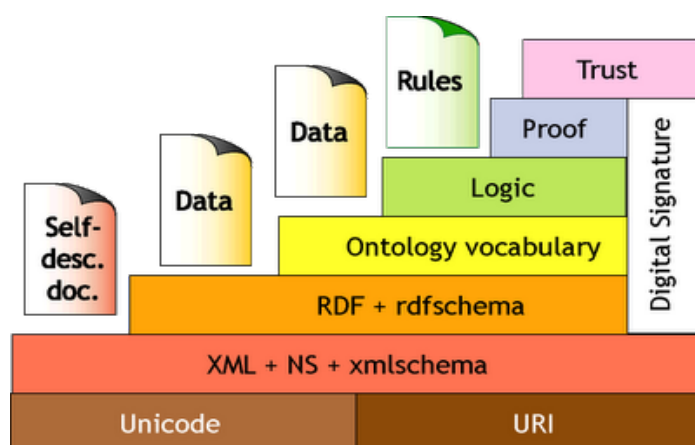 Rules
Trust
Data
Proof
Data
Logic
Digital Signature
Self-
desc.
doc.
Ontology vocabulary
RDF + rdfschema
XML + NS + xmlschema
Unicode
URI